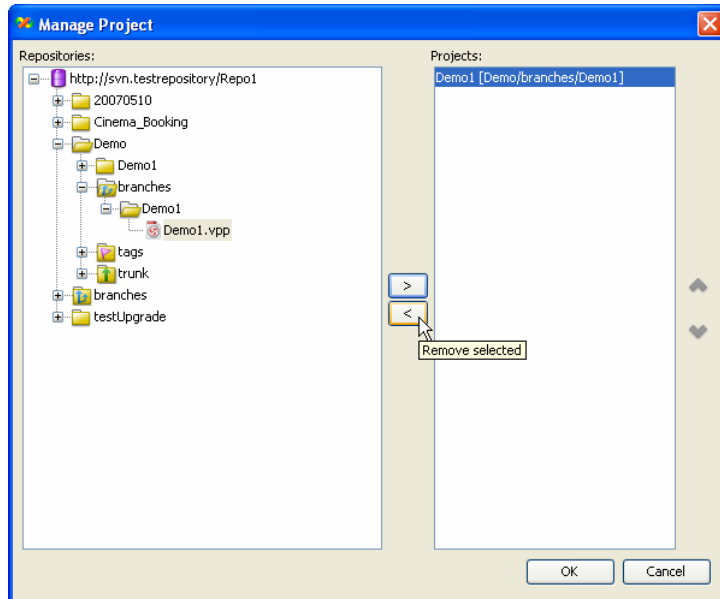 Manage Project
Repositories:
http://svn.testrepository/Repo1
20070510
Cinema_Booking
Demo
Demo1
branches
Demo1
Demo1.vpp
tags
trunk
branches
testUpgrade
>
<
Remove selected
Projects:
Demo1 [Demo/branches/Demo1]
OK
Cancel